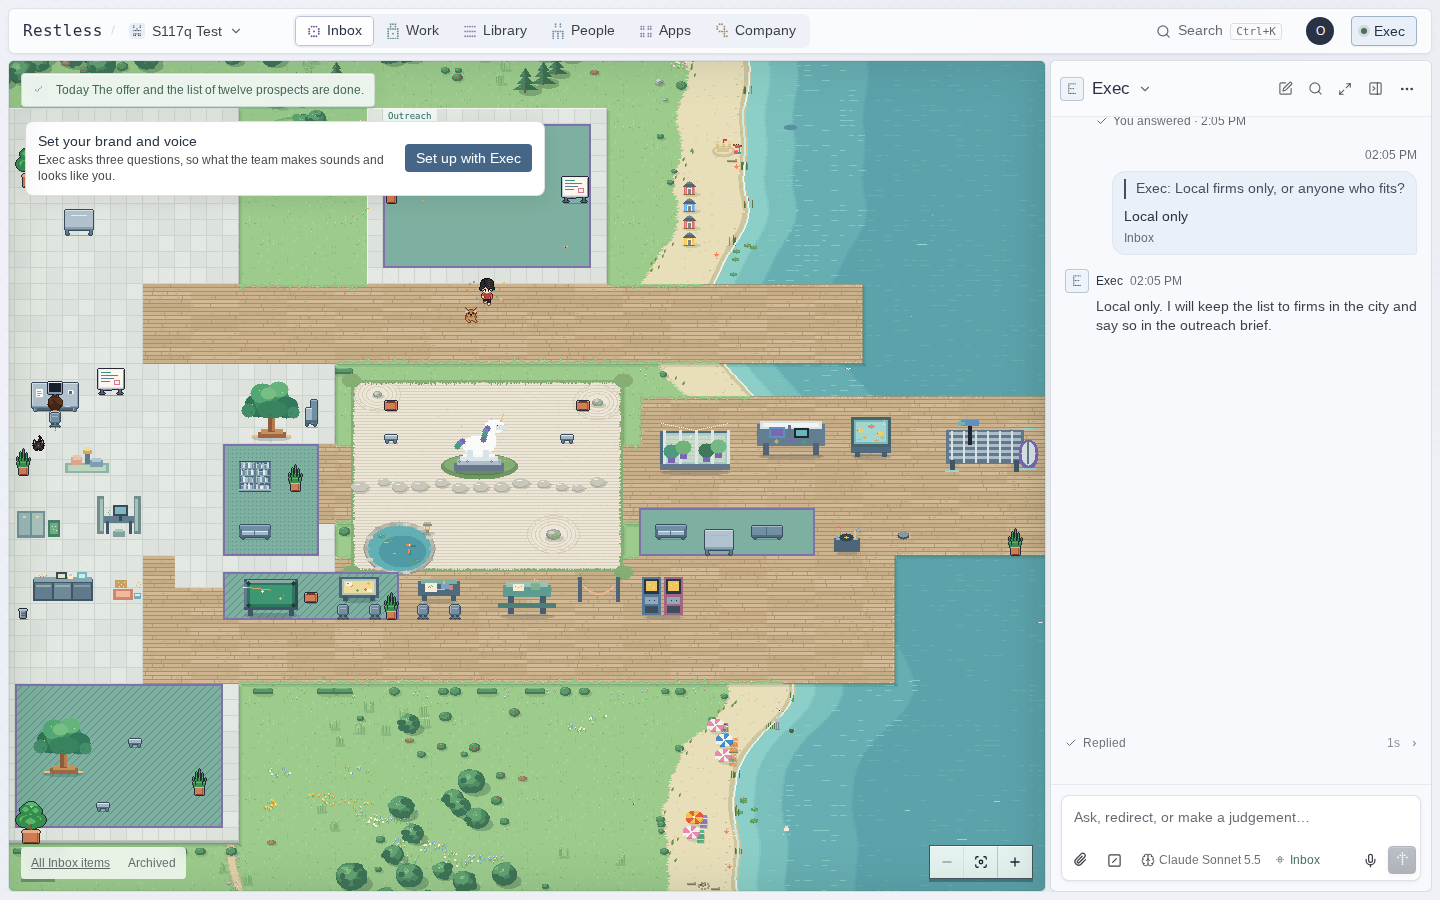 Restless
/
S117q Test
Inbox
Work
Library
People
Apps
Company
Search
Ctrl+K
O
Exec
Today The offer and the list of twelve prospects are done.
Outreach
Set your brand and voice
Exec asks three questions, so what the team makes sounds and
looks like you.
Set up with Exec
All Inbox items
Archived
E
Exec
You answered · 2:05 PM
02:05 PM
Exec: Local firms only, or anyone who fits?
Local only
Inbox
E
Exec 02:05 PM
Local only. I will keep the list to firms in the city and
say so in the outreach brief.
Replied
1s
Ask, redirect, or make a judgement…
Claude Sonnet 5.5
Inbox